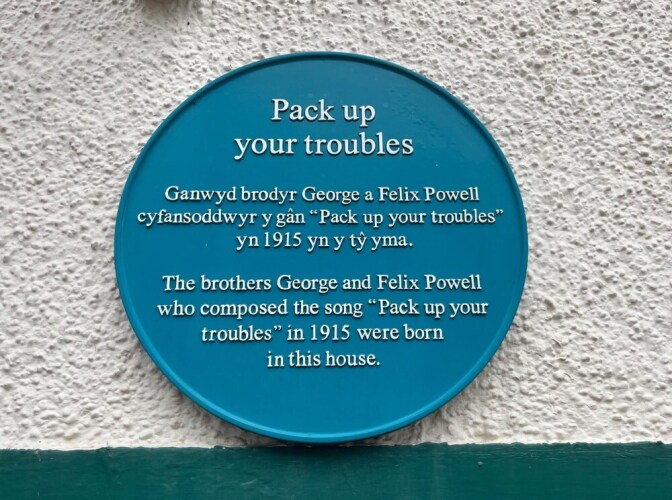 Pack up
your troubles
Ganwyd brodyr George a Felix Powell
cyfansoddwyr y gân “Pack up your troubles”
yn 1915 yn y tŷ yma.
The brothers George and Felix Powell
who composed the song “Pack up your
troubles” in 1915 were born
in this house.